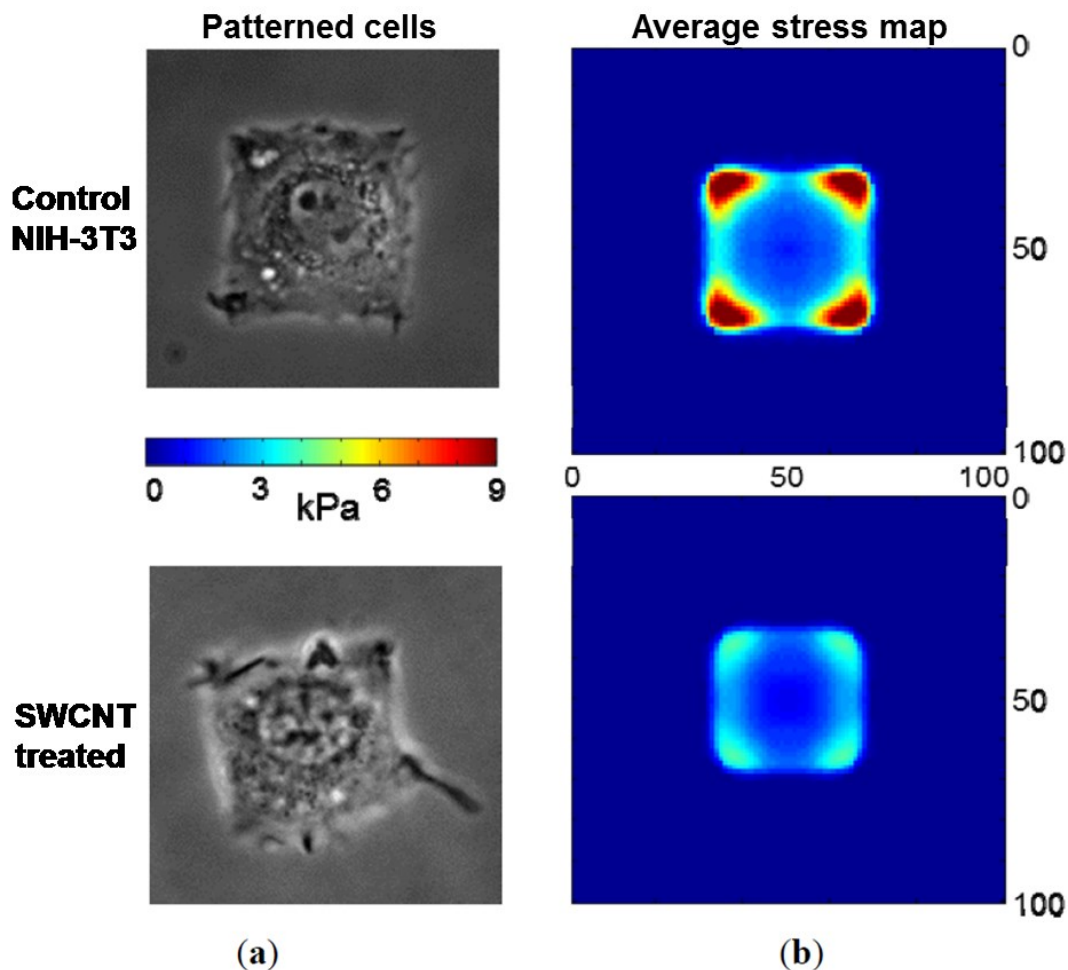 Patterned cells
Average stress map
0
Control
NIH-3T3
50
100
0 50 100
0 3 6 9
kPa
0
SWCNT
treated
50
100
(a)
(b)